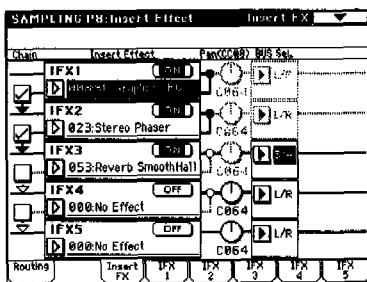 SAMPLING P8:Insert Effect Insert FX
Chain Insert Effect Pan(CC08) BUS Sel.
IFX1 ON
L/R
C064
IFX2 ON
023:Stereo Phaser L/R
C064
IFX3 ON
053:Reverb SmoothHall
C064
IFX4 OFF
000:No Effect L/R
C064
IFX5 OFF
000:No Effect L/R
C064
Routing Insert FX IFX 1 IFX 2 IFX 3 IFX 4 IFX 5